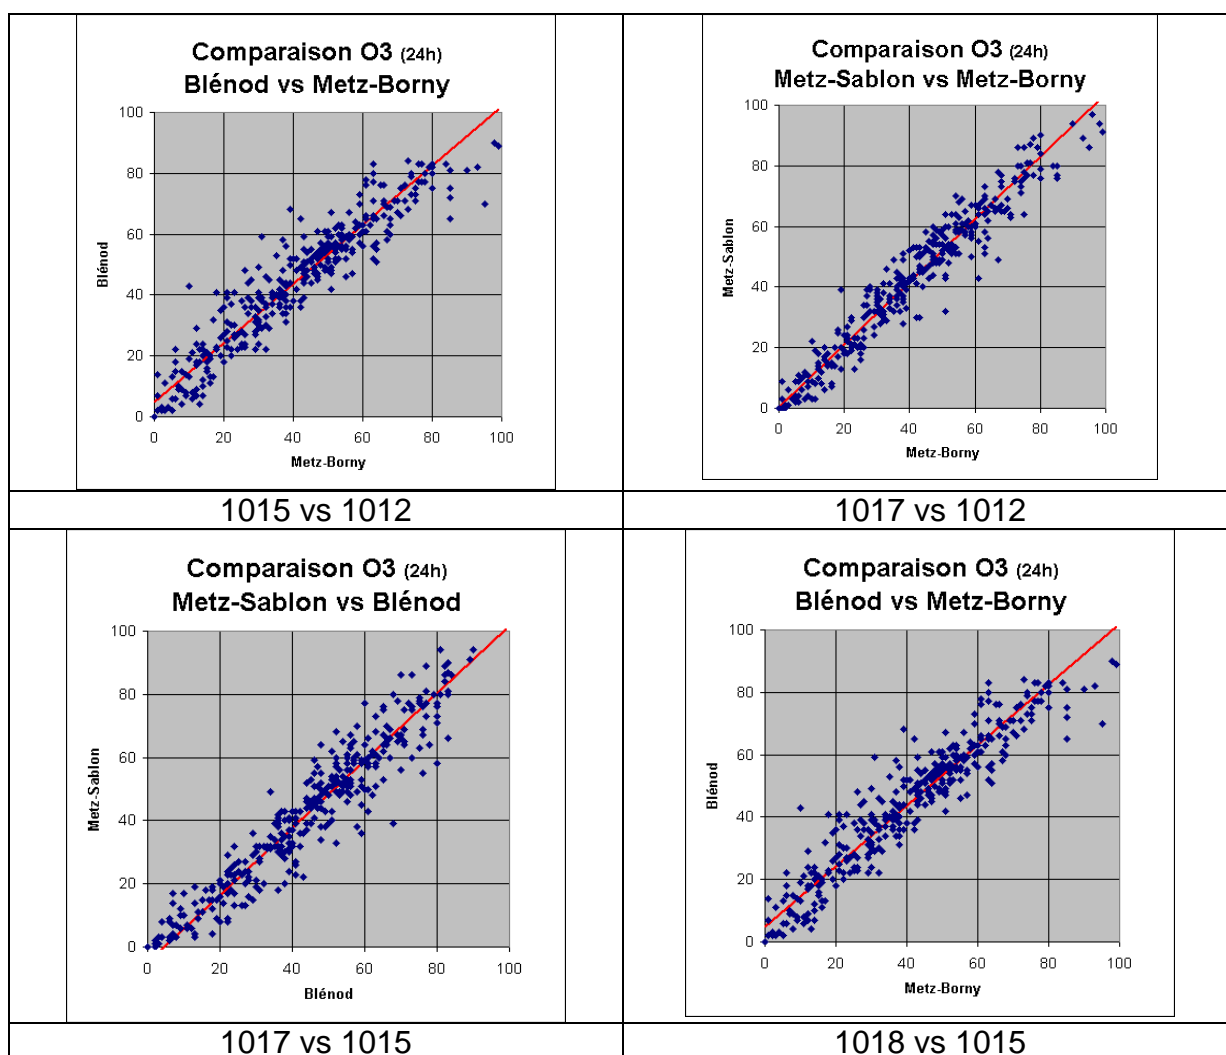 Comparaison O3 (24h)
Blénod vs Metz-Borny
100
80
60
40
20
0
Blénod
0 20 40 60 80 100
Metz-Borny
1015 vs 1012
Comparaison O3 (24h)
Metz-Sablon vs Metz-Borny
100
80
60
40
20
0
Metz-Sablon
0 20 40 60 80 100
Metz-Borny
1017 vs 1012
Comparaison O3 (24h)
Metz-Sablon vs Blénod
100
80
60
40
20
0
Metz-Sablon
0 20 40 60 80 100
Blénod
1017 vs 1015
Comparaison O3 (24h)
Blénod vs Metz-Borny
100
80
60
40
20
0
Blénod
0 20 40 60 80 100
Metz-Borny
1018 vs 1015